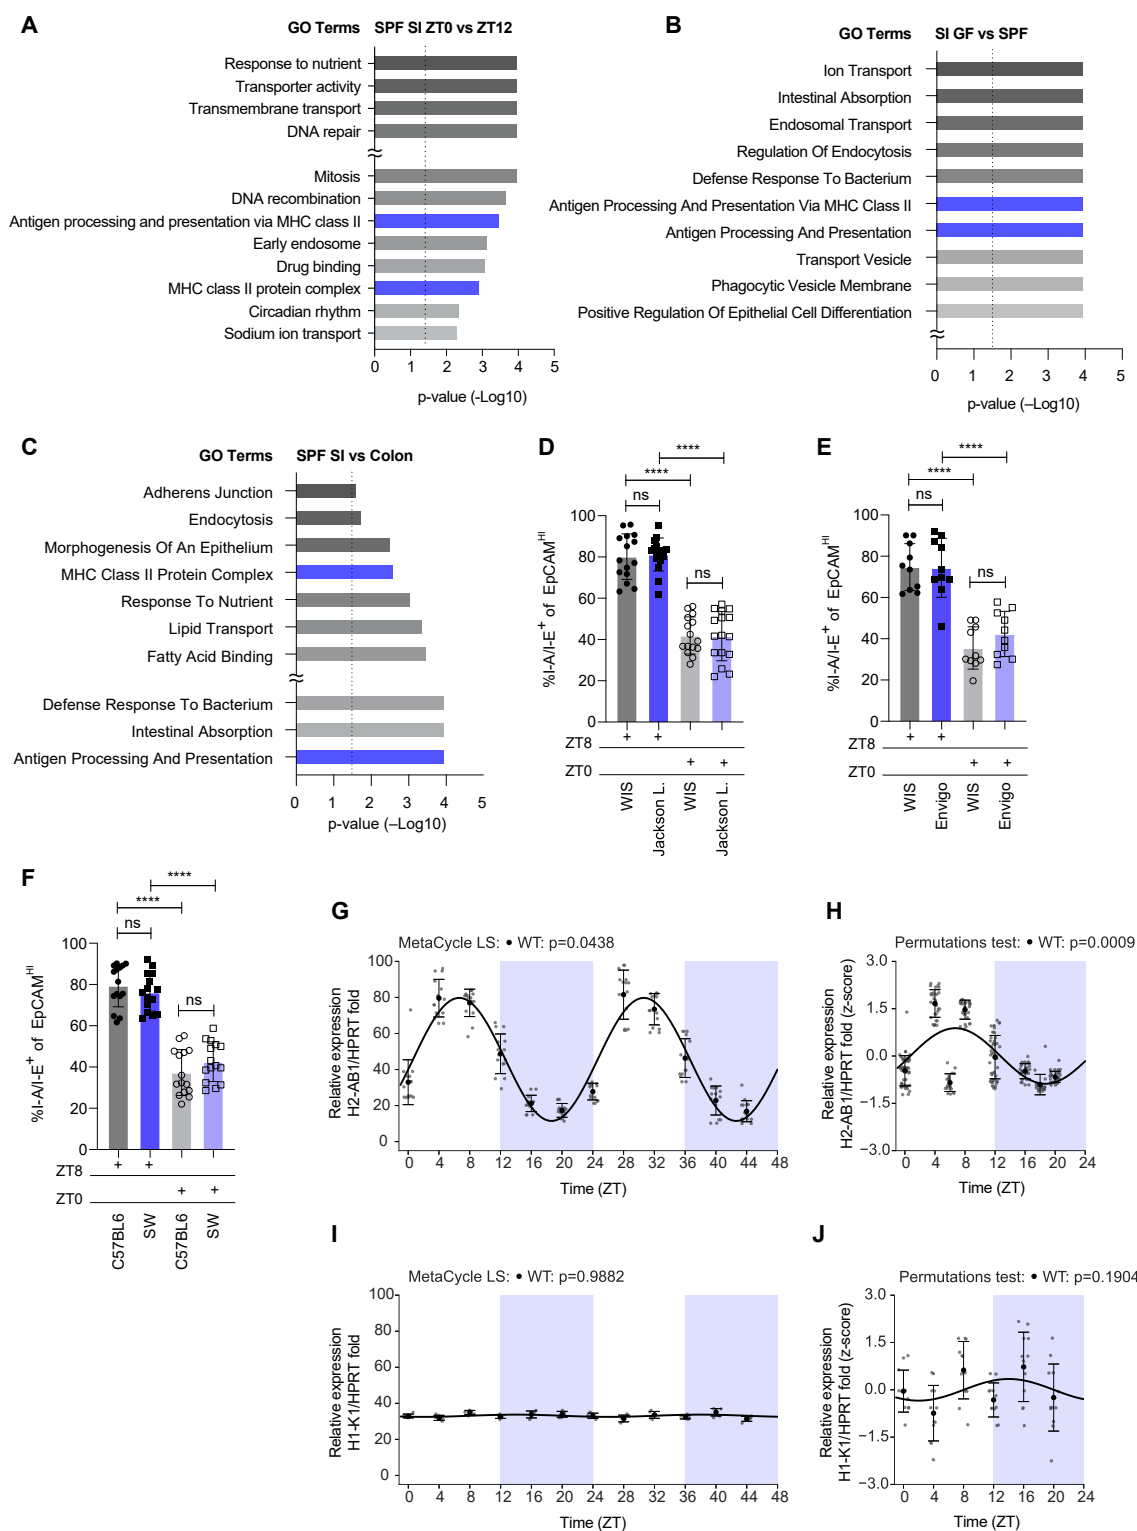 A
GO Terms SPF SI ZT0 vs ZT12
Response to nutrient
Transporter activity
Transmembrane transport
DNA repair
Mitosis
DNA recombination
Antigen processing and presentation via MHC class II
Early endosome
Drug binding
MHC class II protein complex
Circadian rhythm
Sodium ion transport
0 1 2 3 4 5
p-value (-Log10)
B
GO Terms SI GF vs SPF
Ion Transport
Intestinal Absorption
Endosomal Transport
Regulation Of Endocytosis
Defense Response To Bacterium
Antigen Processing And Presentation Via MHC Class II
Antigen Processing And Presentation
Transport Vesicle
Phagocytic Vesicle Membrane
Positive Regulation Of Epithelial Cell Differentiation
0 1 2 3 4 5
p-value (–Log10)
C
GO Terms SPF SI vs Colon
Adherens Junction
Endocytosis
Morphogenesis Of An Epithelium
MHC Class II Protein Complex
Response To Nutrient
Lipid Transport
Fatty Acid Binding
Defense Response To Bacterium
Intestinal Absorption
Antigen Processing And Presentation
0 1 2 3 4 5
p-value (–Log10)
D
****
****
ns
ns
%I-A/I-E+ of EpCAMHI
100
80
60
40
20
0
ZT8 + +
ZT0 + +
WIS Jackson L. WIS Jackson L.
E
****
****
ns
ns
%I-A/I-E+ of EpCAMHI
100
80
60
40
20
0
ZT8 + +
ZT0 + +
WIS Envigo WIS Envigo
F
****
****
ns
ns
%I-A/I-E+ of EpCAMHI
100
80
60
40
20
0
ZT8 + +
ZT0 + +
C57BL6 SW C57BL6 SW
G
MetaCycle LS: • WT: p=0.0438
Relative expression
H2-AB1/HPRT fold
100
80
60
40
20
0
0 4 8 12 16 20 24 28 32 36 40 44 48
Time (ZT)
H
Permutations test: • WT: p=0.0009
Relative expression
H2-AB1/HPRT fold (z-score)
3.0
1.5
0.0
−1.5
−3.0
0 4 8 12 16 20 24
Time (ZT)
I
MetaCycle LS: • WT: p=0.9882
Relative expression
H1-K1/HPRT fold
100
80
60
40
20
0
0 4 8 12 16 20 24 28 32 36 40 44 48
Time (ZT)
J
Permutations test: • WT: p=0.1904
Relative expression
H1-K1/HPRT fold (z-score)
3.0
1.5
0.0
−1.5
−3.0
0 4 8 12 16 20 24
Time (ZT)